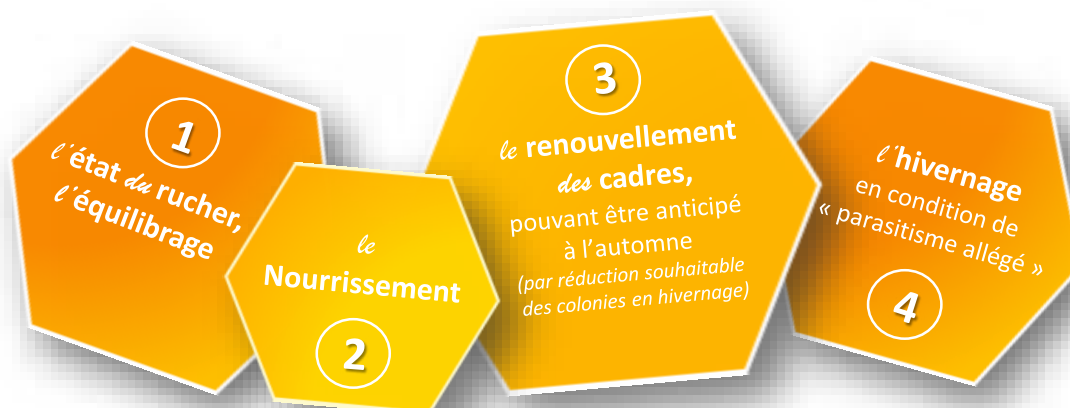 1
l'état du rucher,
l'équilibrage
le
Nourrissement
2
3
le renouvellement
des cadres,
pouvant être anticipé
à l'automne
(par réduction souhaitable
des colonies en hivernage)
l'hivernage
en condition de
« parasitisme allégé »
4